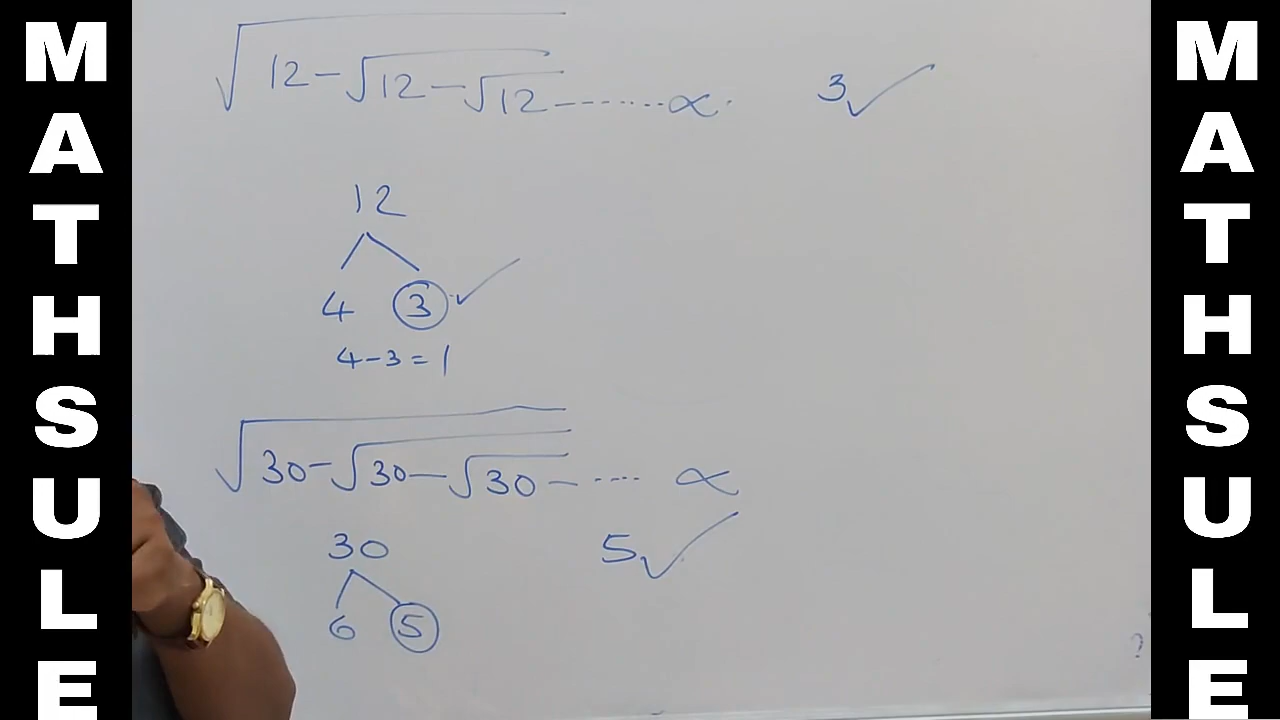 MATHSULE
√12-√12-√12-------∝. 3✓
12
4 3 ✓
4-3=1
√30-√30-√30-.... ∝
30 5✓
6 5
?
MATHSULE